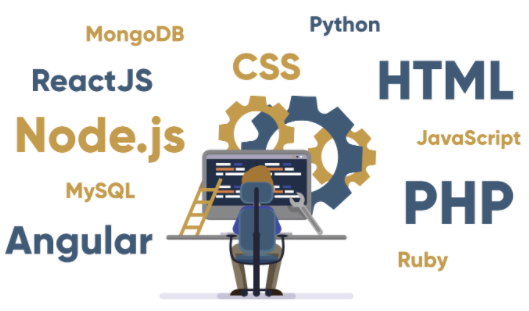 Python
MongoDB
CSS
ReactJS
HTML
Node.js
JavaScript
MySQL
PHP
Angular
Ruby